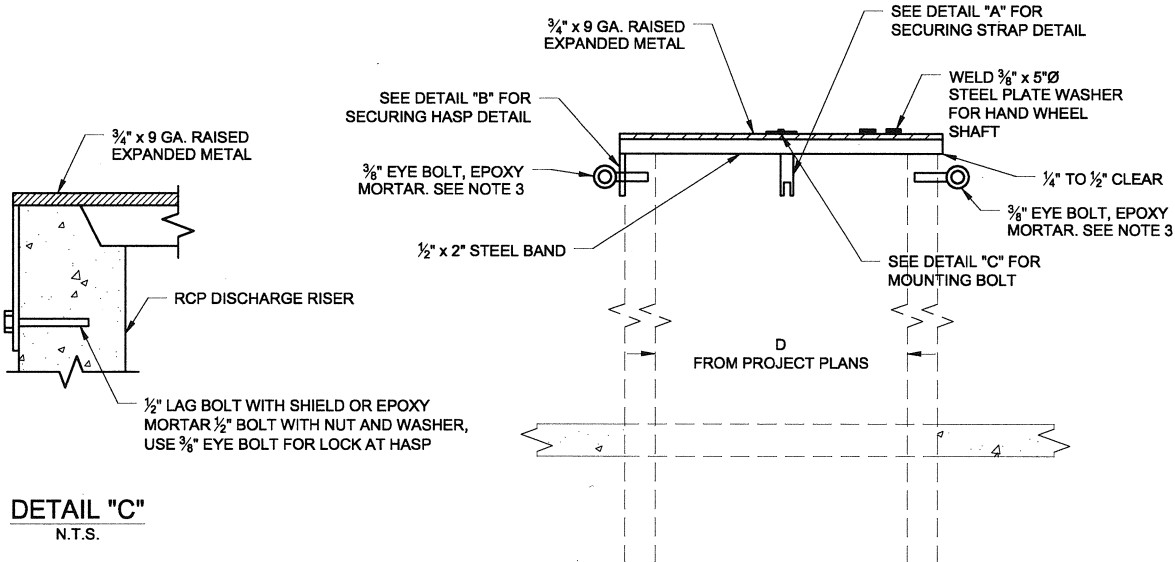 ¾" x 9 GA. RAISED
EXPANDED METAL
RCP DISCHARGE RISER
½" LAG BOLT WITH SHIELD OR EPOXY
MORTAR ½" BOLT WITH NUT AND WASHER,
USE ⅜" EYE BOLT FOR LOCK AT HASP
DETAIL "C"
N.T.S.
¾" x 9 GA. RAISED
EXPANDED METAL
SEE DETAIL "A" FOR
SECURING STRAP DETAIL
WELD ⅜" x 5"Ø
STEEL PLATE WASHER
FOR HAND WHEEL
SHAFT
SEE DETAIL "B" FOR
SECURING HASP DETAIL
⅜" EYE BOLT, EPOXY
MORTAR. SEE NOTE 3
¼" TO ½" CLEAR
⅜" EYE BOLT, EPOXY
MORTAR. SEE NOTE 3
½" x 2" STEEL BAND
SEE DETAIL "C" FOR
MOUNTING BOLT
D
FROM PROJECT PLANS